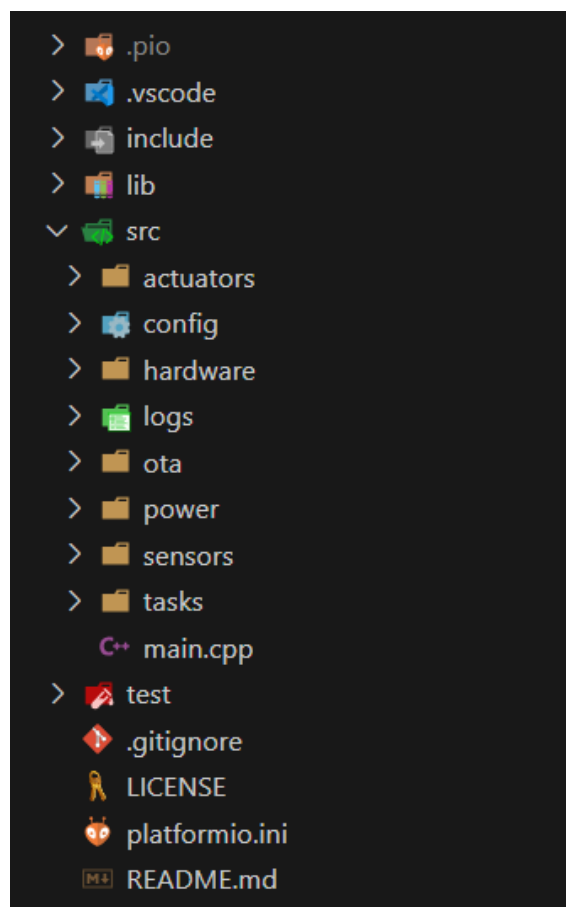 .pio
.vscode
include
lib
src
actuators
config
hardware
logs
ota
power
sensors
tasks
C++ main.cpp
test
.gitignore
LICENSE
platformio.ini
M↓ README.md